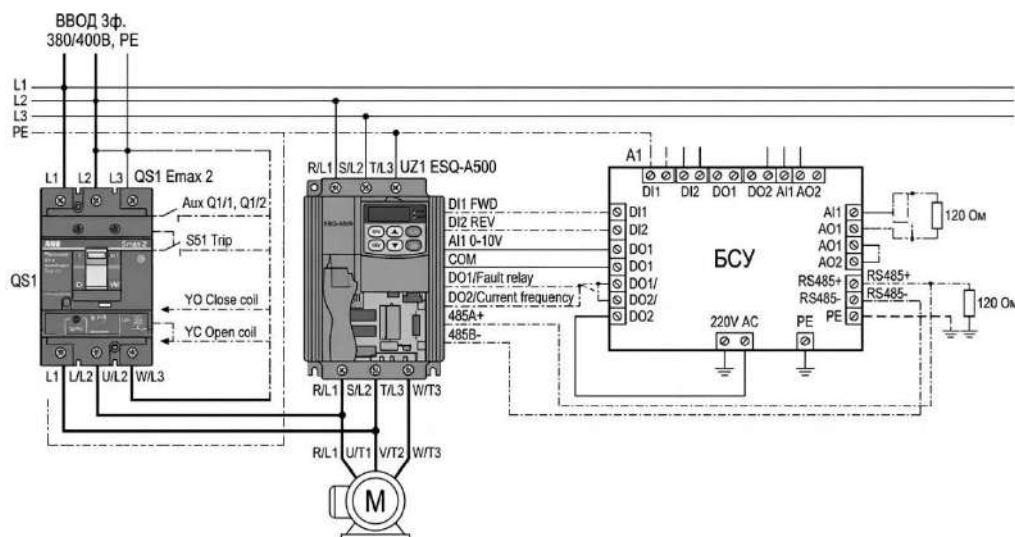 ВВОД 3ф.
380/400В, PE
L1
L2
L3
PE
L1 L2 L3 QS1 Emax 2
Aux Q1/1, Q1/2
S51 Trip
QS1
YO Close coil
YC Open coil
L1 L/L2 U/L2 W/L3
R/L1 S/L2 T/L3 UZ1 ESQ-A500
DI1 FWD
DI2 REV
AI1 0-10V
COM
DO1/Fault relay
DO2/Current frequency
485A+
485B-
R/L1 S/L2 T/L3 W/T3
R/L1 U/T1 V/T2 W/T3
M
A1
DI1 DI2 DO1 DO2 AI1 AO2
DI1
DI2
DO1
DO1
DO1/
DO2/
DO2
БСУ
220V AC
PE
AI1
AO1
AO1
AO2
RS485+
RS485-
PE
RS485+
RS485-
120 Ом
120 Ом